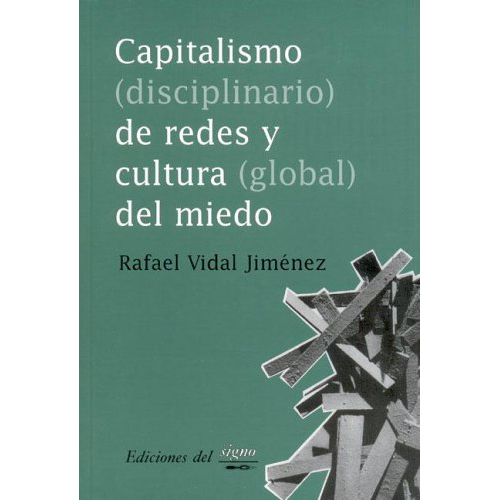 Capitalismo
(disciplinario)
de redes y
cultura (global)
del miedo
Rafael Vidal Jiménez
Ediciones del signo